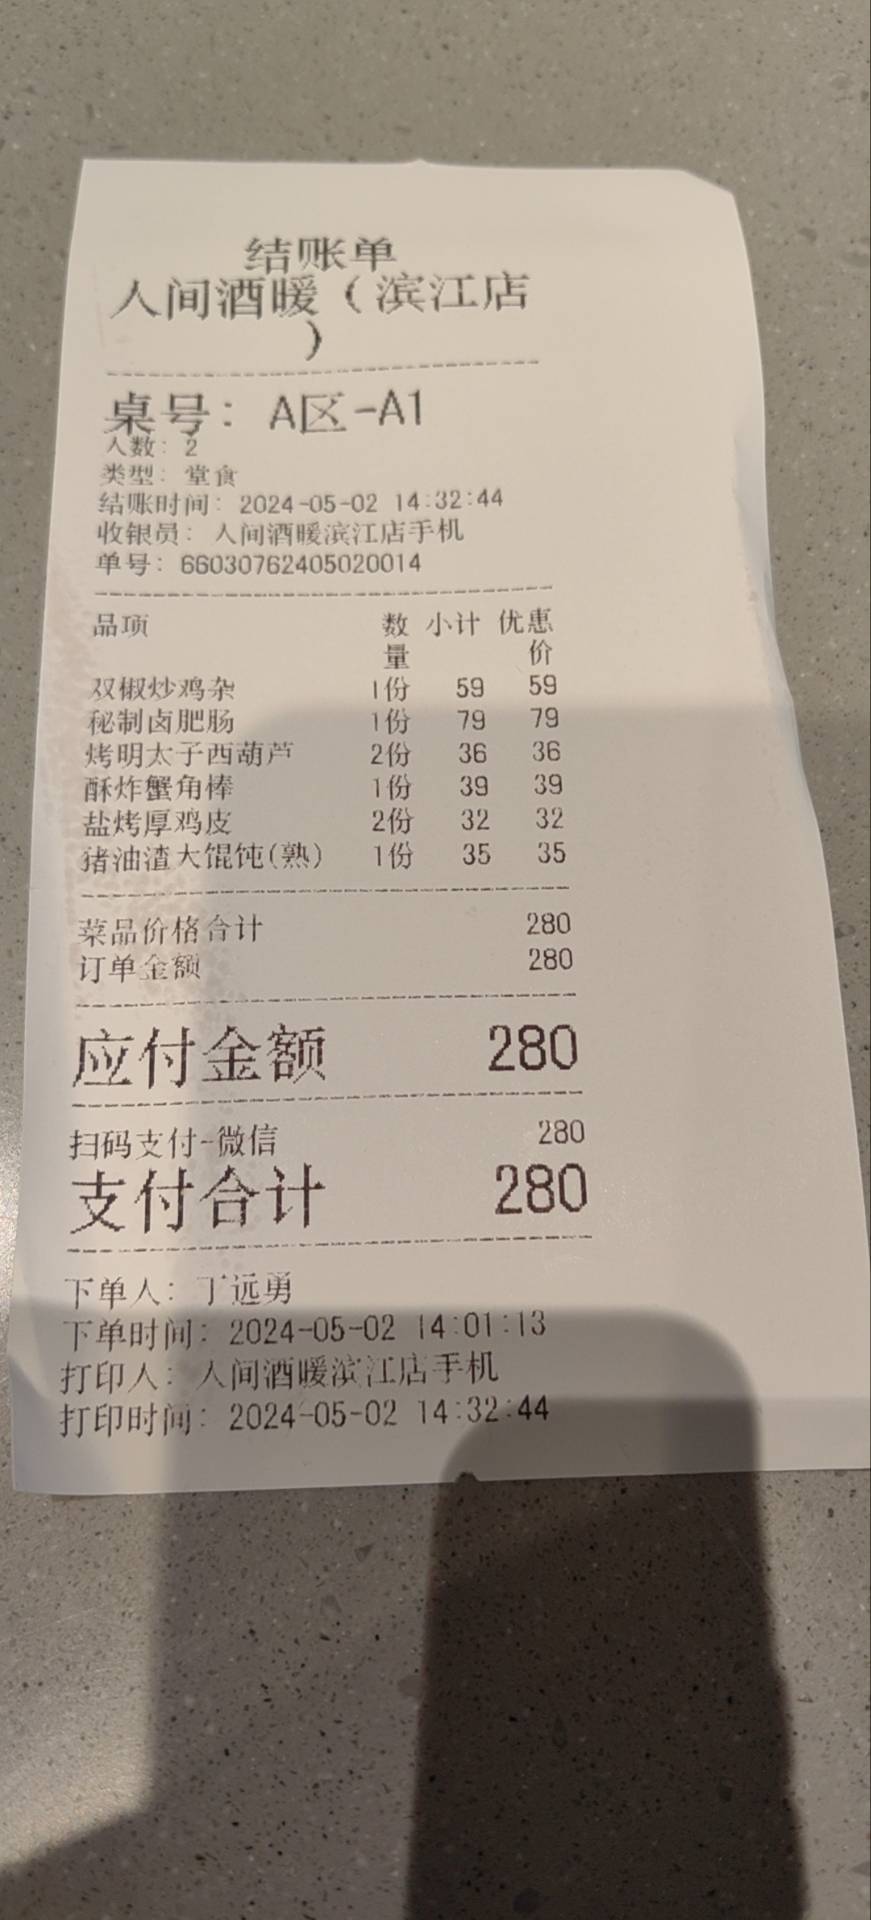 结账单
人间酒暖（滨江店
）
桌号：A区-A1
人数：2
类型：堂食
结账时间：2024-05-02 14:32:44
收银员：人间酒暖滨江店手机
单号：66030762405020014
品项 数量 小计 优惠价
双椒炒鸡杂 1份 59 59
秘制卤肥肠 1份 79 79
烤明太子西葫芦 2份 36 36
酥炸蟹角棒 1份 39 39
盐烤厚鸡皮 2份 32 32
猪油渣大馄饨(熟) 1份 35 35
菜品价格合计 280
订单金额 280
应付金额 280
扫码支付-微信 280
支付合计 280
下单人：丁远勇
下单时间：2024-05-02 14:01:13
打印人：人间酒暖滨江店手机
打印时间：2024-05-02 14:32:44